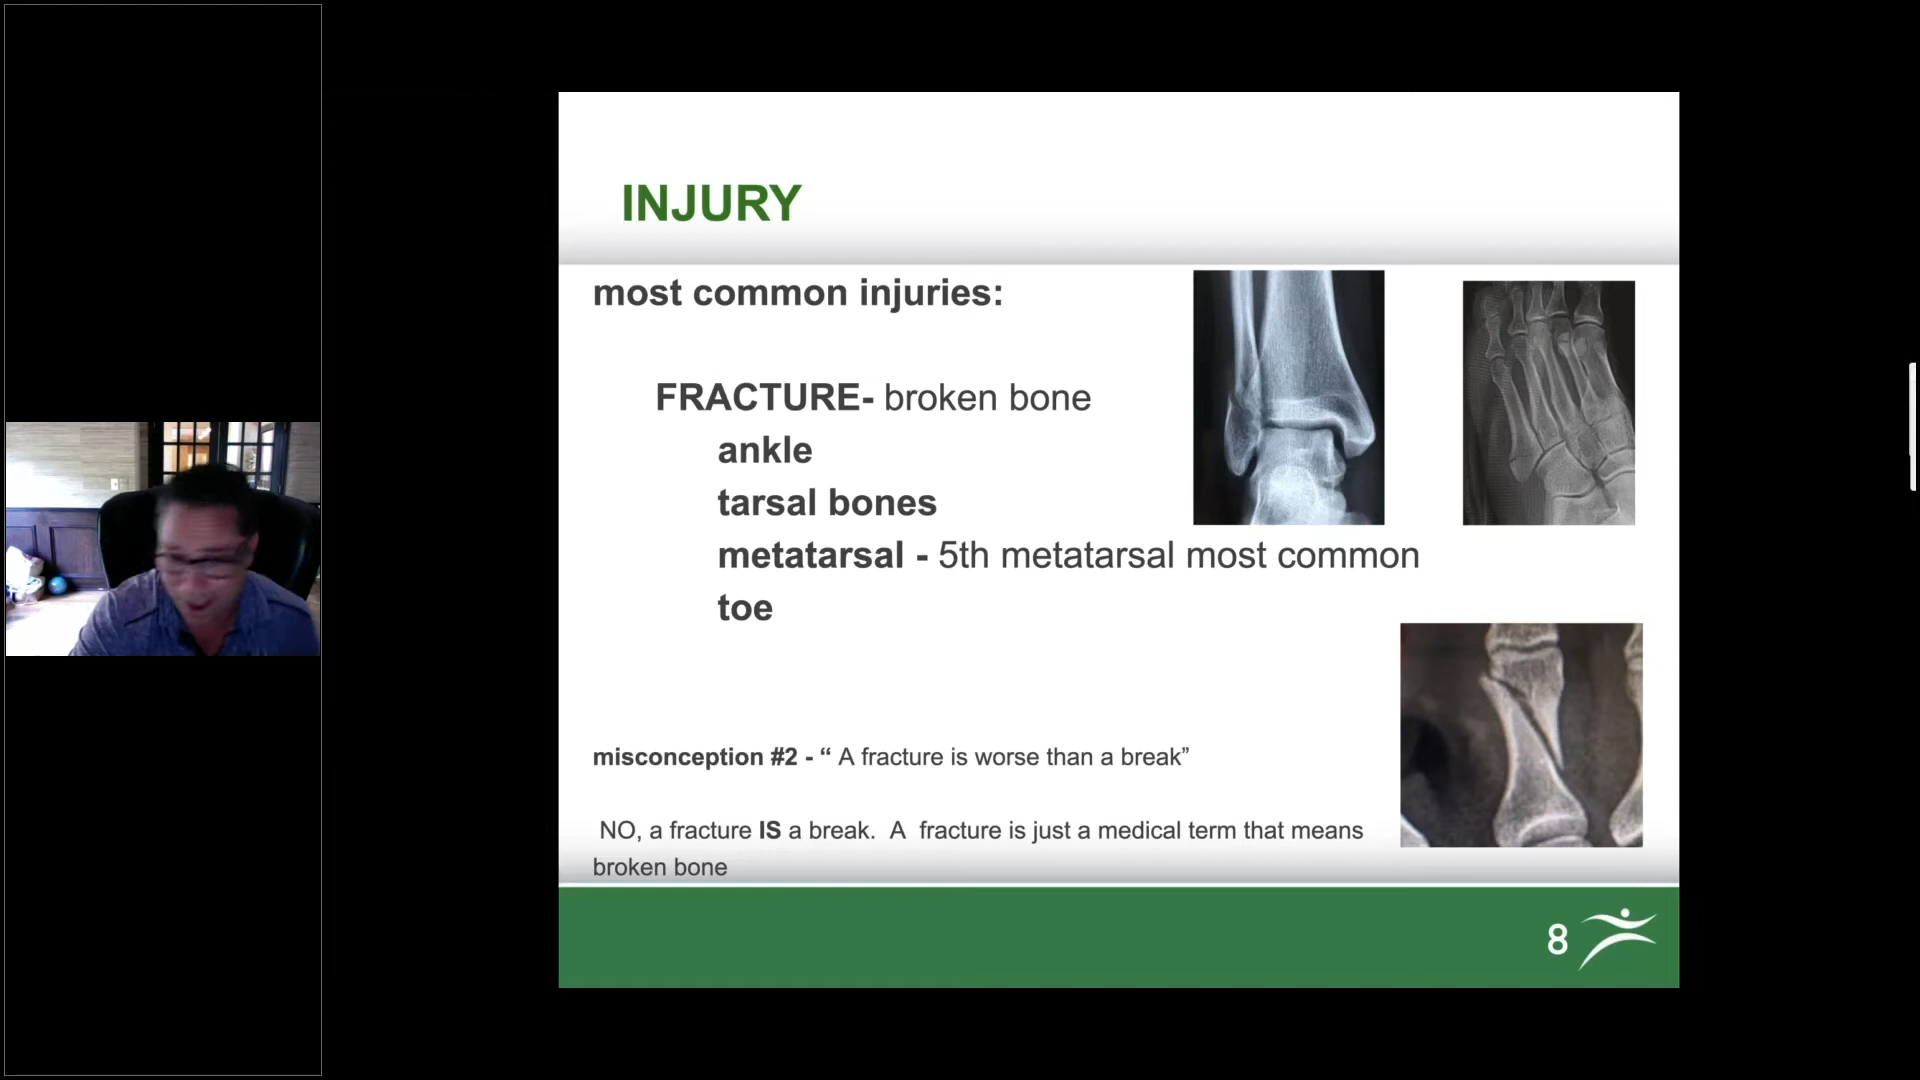 INJURY
most common injuries:
FRACTURE- broken bone
ankle
tarsal bones
metatarsal - 5th metatarsal most common
toe
misconception #2 - “ A fracture is worse than a break”
NO, a fracture IS a break.  A  fracture is just a medical term that means
broken bone
8